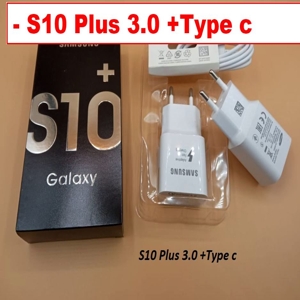 - S10 Plus 3.0 +Type c
SAMSUNG
+
S10
Galaxy
SAMSUNG
S10 Plus 3.0 +Type c